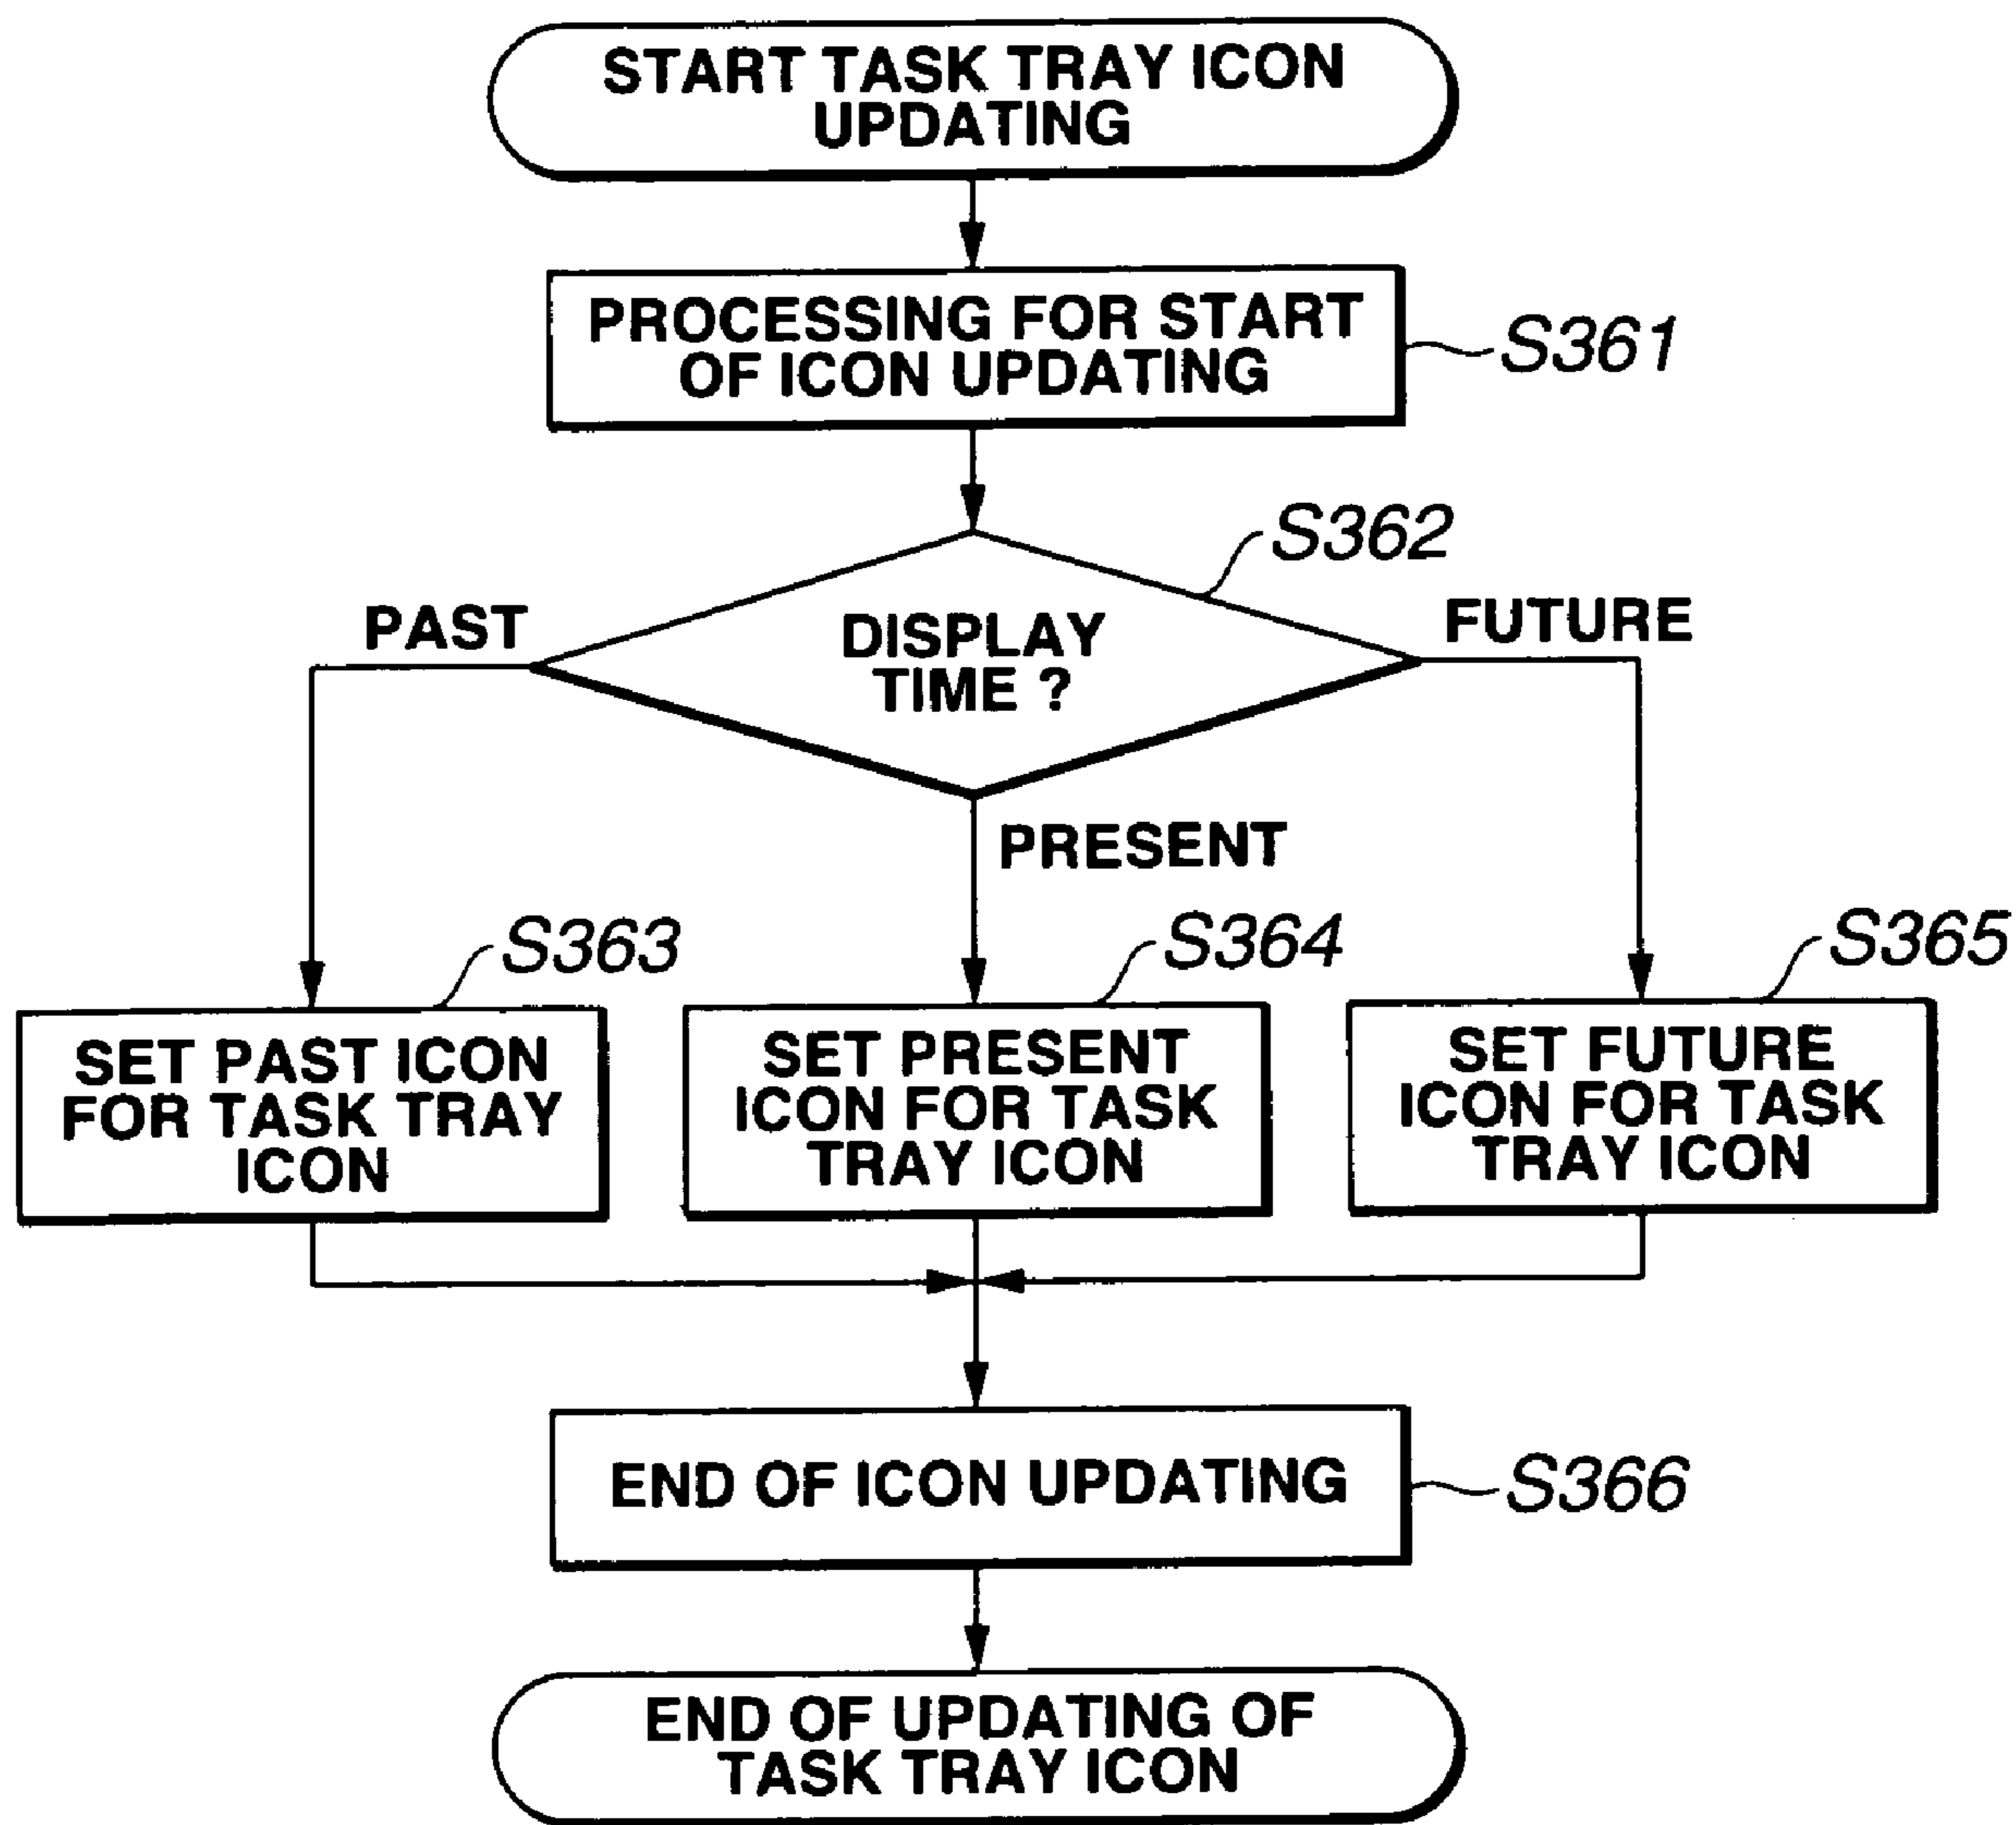 START TASK TRAY ICON
UPDATING
PROCESSING FOR START
OF ICON UPDATING
S361
S362
PAST
DISPLAY
TIME ?
FUTURE
PRESENT
S363
S364
S365
SET PAST ICON
FOR TASK TRAY
ICON
SET PRESENT
ICON FOR TASK
TRAY ICON
SET FUTURE
ICON FOR TASK
TRAY ICON
END OF ICON UPDATING
S366
END OF UPDATING OF
TASK TRAY ICON